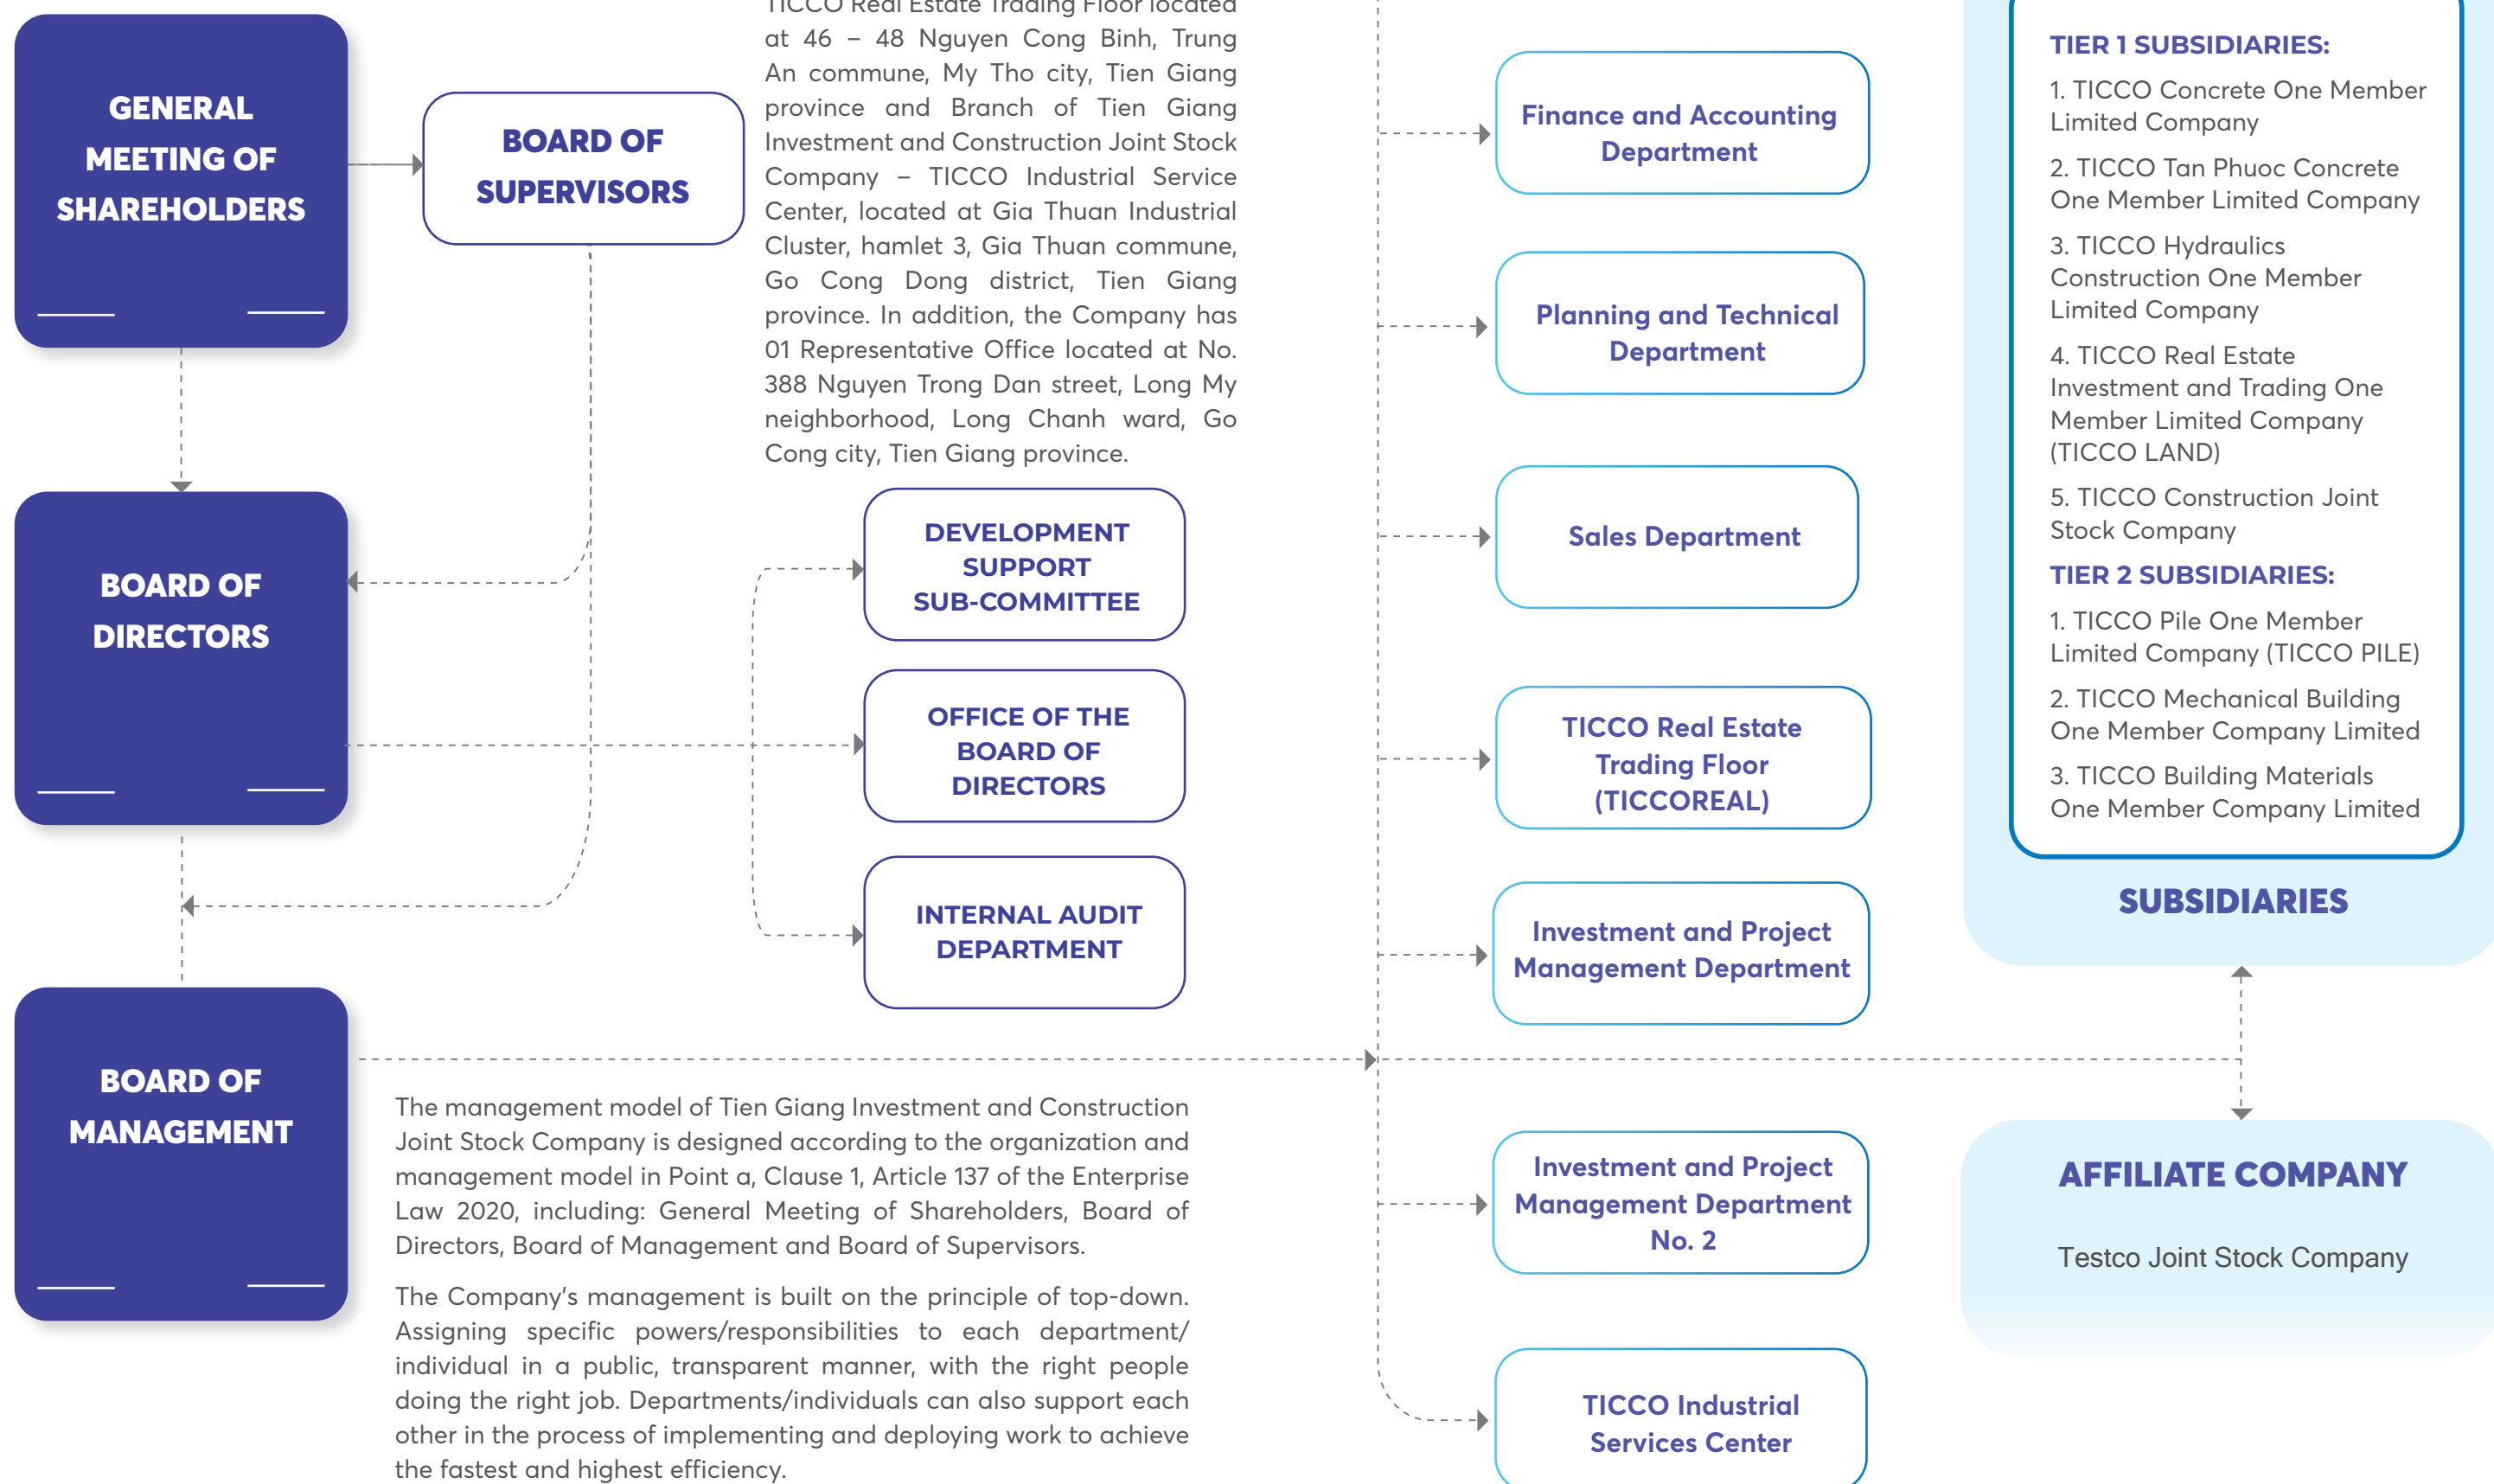 GENERAL
MEETING OF
SHAREHOLDERS
BOARD OF
SUPERVISORS
TICCO Real Estate Trading Floor located
at 46 – 48 Nguyen Cong Binh, Trung
An commune, My Tho city, Tien Giang
province and Branch of Tien Giang
Investment and Construction Joint Stock
Company – TICCO Industrial Service
Center, located at Gia Thuan Industrial
Cluster, hamlet 3, Gia Thuan commune,
Go Cong Dong district, Tien Giang
province. In addition, the Company has
01 Representative Office located at No.
388 Nguyen Trong Dan street, Long My
neighborhood, Long Chanh ward, Go
Cong city, Tien Giang province.
BOARD OF
DIRECTORS
DEVELOPMENT
SUPPORT
SUB-COMMITTEE
OFFICE OF THE
BOARD OF
DIRECTORS
INTERNAL AUDIT
DEPARTMENT
BOARD OF
MANAGEMENT
The management model of Tien Giang Investment and Construction
Joint Stock Company is designed according to the organization and
management model in Point a, Clause 1, Article 137 of the Enterprise
Law 2020, including: General Meeting of Shareholders, Board of
Directors, Board of Management and Board of Supervisors.
The Company's management is built on the principle of top-down.
Assigning specific powers/responsibilities to each department/
individual in a public, transparent manner, with the right people
doing the right job. Departments/individuals can also support each
other in the process of implementing and deploying work to achieve
the fastest and highest efficiency.
Finance and Accounting
Department
Planning and Technical
Department
Sales Department
TICCO Real Estate
Trading Floor
(TICCOREAL)
Investment and Project
Management Department
Investment and Project
Management Department
No. 2
TICCO Industrial
Services Center
TIER 1 SUBSIDIARIES:
1. TICCO Concrete One Member
Limited Company
2. TICCO Tan Phuoc Concrete
One Member Limited Company
3. TICCO Hydraulics
Construction One Member
Limited Company
4. TICCO Real Estate
Investment and Trading One
Member Limited Company
(TICCO LAND)
5. TICCO Construction Joint
Stock Company
TIER 2 SUBSIDIARIES:
1. TICCO Pile One Member
Limited Company (TICCO PILE)
2. TICCO Mechanical Building
One Member Company Limited
3. TICCO Building Materials
One Member Company Limited
SUBSIDIARIES
AFFILIATE COMPANY
Testco Joint Stock Company